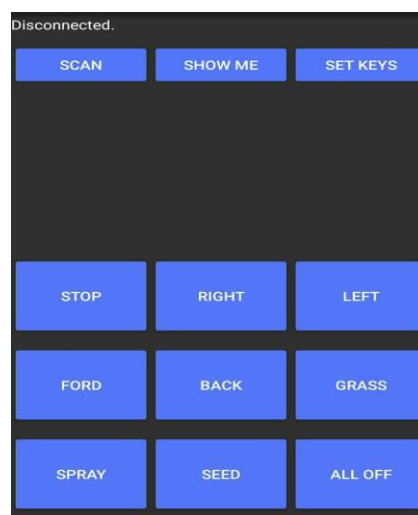 Disconnected.
SCAN SHOW ME SET KEYS
STOP RIGHT LEFT
FORD BACK GRASS
SPRAY SEED ALL OFF